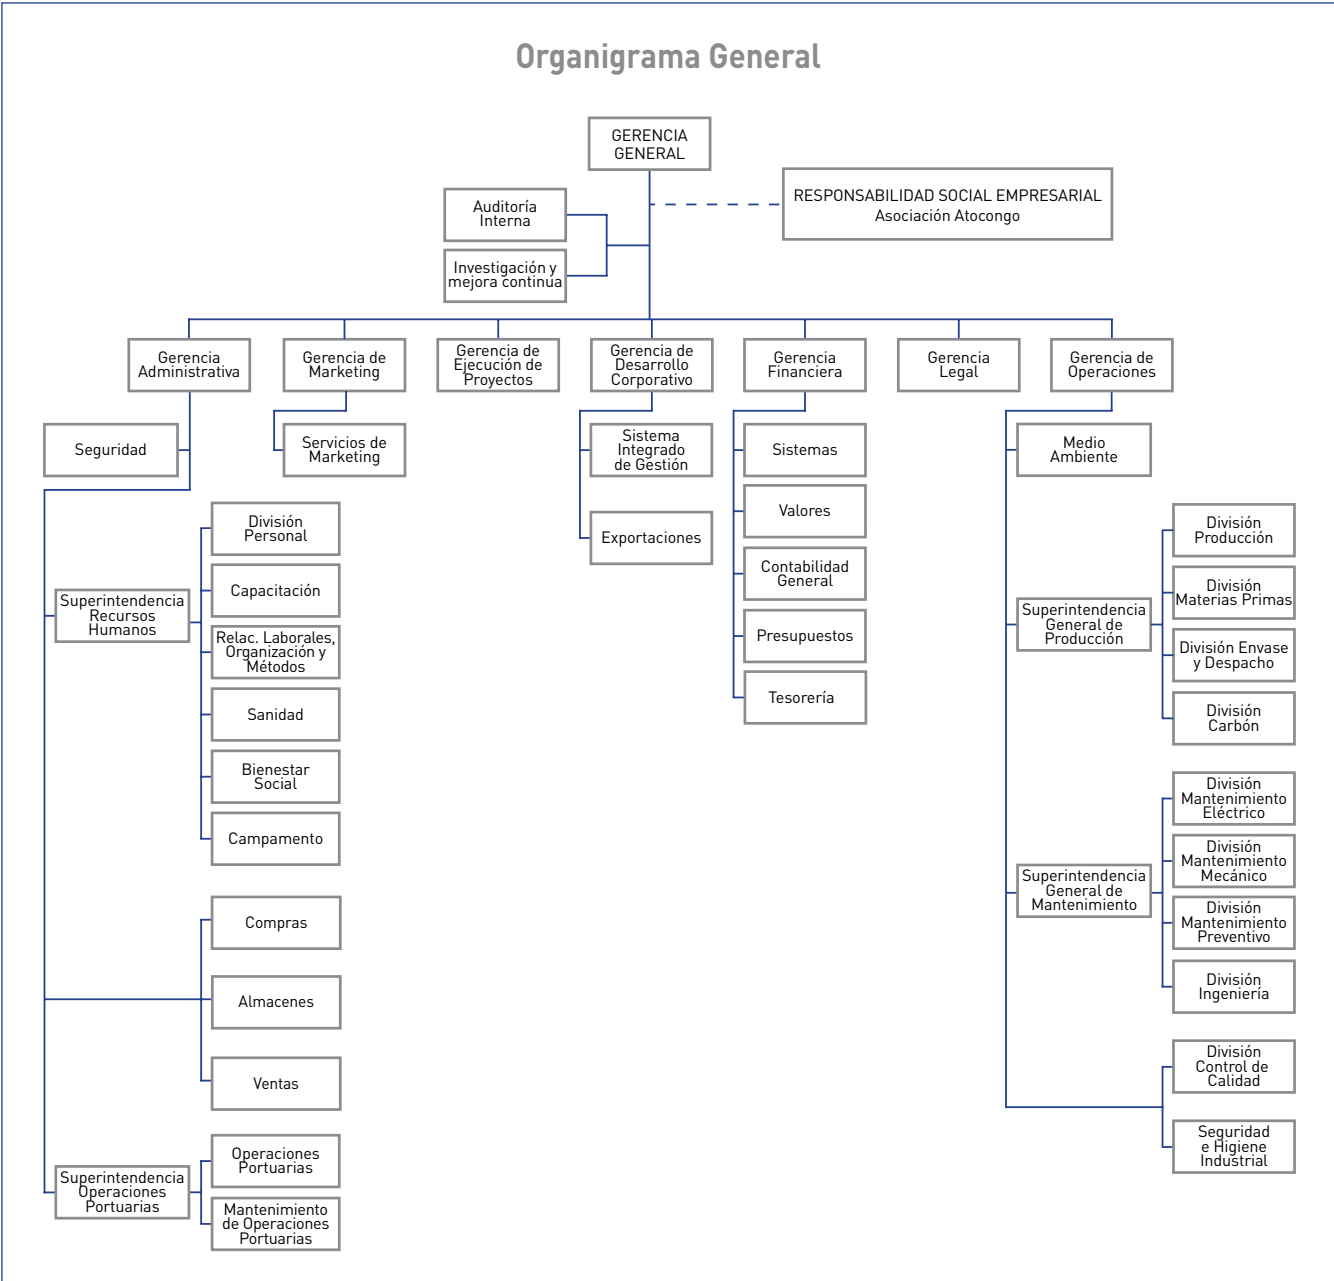 Organigrama General
GERENCIA
GENERAL
RESPONSABILIDAD SOCIAL EMPRESARIAL
Asociación Atocongo
Auditoría
Interna
Investigación y
mejora continua
Gerencia
Administrativa
Gerencia de
Marketing
Gerencia de
Ejecución de
Proyectos
Gerencia de
Desarrollo
Corporativo
Gerencia
Financiera
Gerencia
Legal
Gerencia de
Operaciones
Seguridad
Servicios de
Marketing
Sistema
Integrado
de Gestión
Exportaciones
Sistemas
Valores
Contabilidad
General
Presupuestos
Tesorería
Medio
Ambiente
Superintendencia
Recursos
Humanos
División
Personal
Capacitación
Relac. Laborales,
Organización y
Métodos
Sanidad
Bienestar
Social
Campamento
Compras
Almacenes
Ventas
Superintendencia
Operaciones
Portuarias
Operaciones
Portuarias
Mantenimiento
de Operaciones
Portuarias
Superintendencia
General de
Producción
División
Producción
División
Materias Primas
División Envase
y Despacho
División
Carbón
Superintendencia
General de
Mantenimiento
División
Mantenimiento
Eléctrico
División
Mantenimiento
Mecánico
División
Mantenimiento
Preventivo
División
Ingeniería
División
Control de
Calidad
Seguridad
e Higiene
Industrial